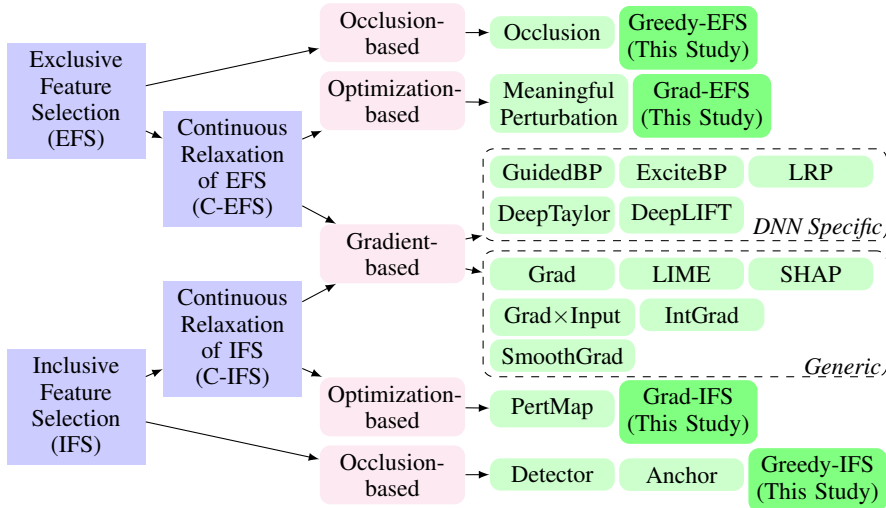 Exclusive
Feature
Selection
(EFS)
Continuous
Relaxation
of EFS
(C-EFS)
Continuous
Relaxation
of IFS
(C-IFS)
Inclusive
Feature
Selection
(IFS)
Occlusion-
based
Occlusion
Greedy-EFS
(This Study)
Optimization-
based
Meaningful
Perturbation
Grad-EFS
(This Study)
Gradient-
based
GuidedBP ExciteBP LRP
DeepTaylor DeepLIFT
DNN Specific
Grad LIME SHAP
Grad×Input IntGrad
SmoothGrad
Generic
Optimization-
based
PertMap
Grad-IFS
(This Study)
Occlusion-
based
Detector Anchor
Greedy-IFS
(This Study)